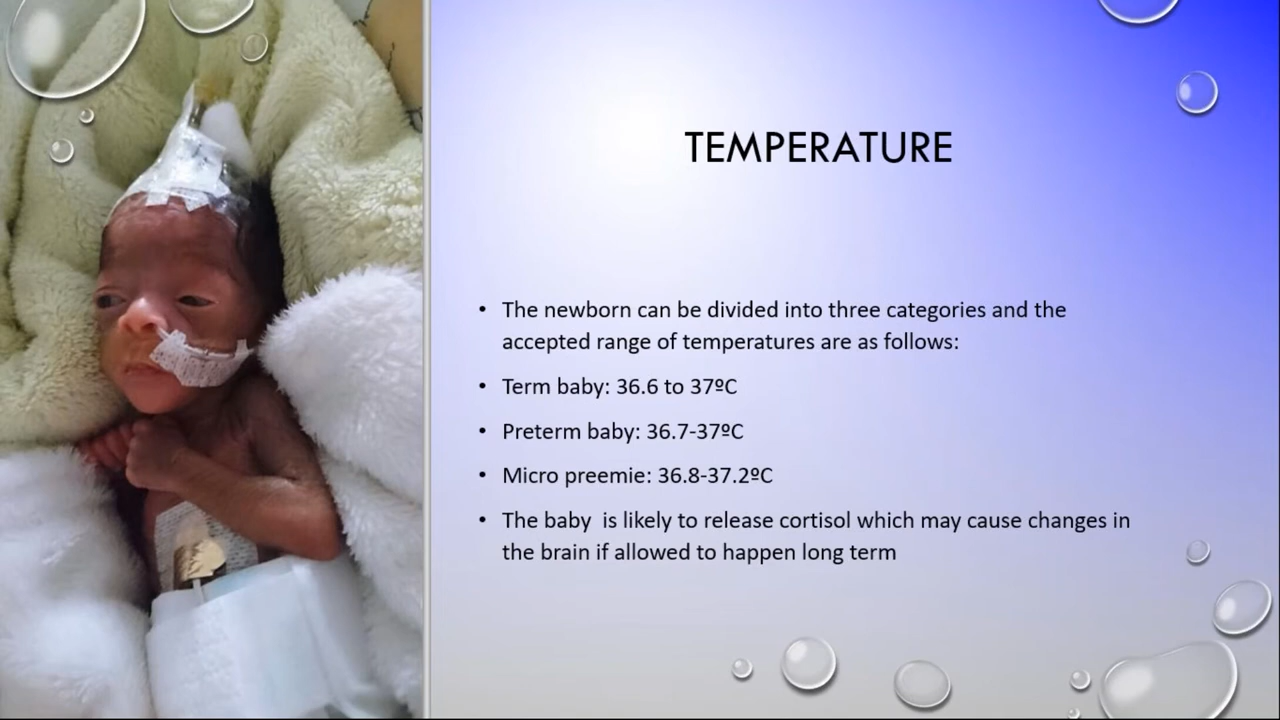 TEMPERATURE
• The newborn can be divided into three categories and the
accepted range of temperatures are as follows:
• Term baby: 36.6 to 37ºC
• Preterm baby: 36.7-37ºC
• Micro preemie: 36.8-37.2ºC
• The baby  is likely to release cortisol which may cause changes in
the brain if allowed to happen long term